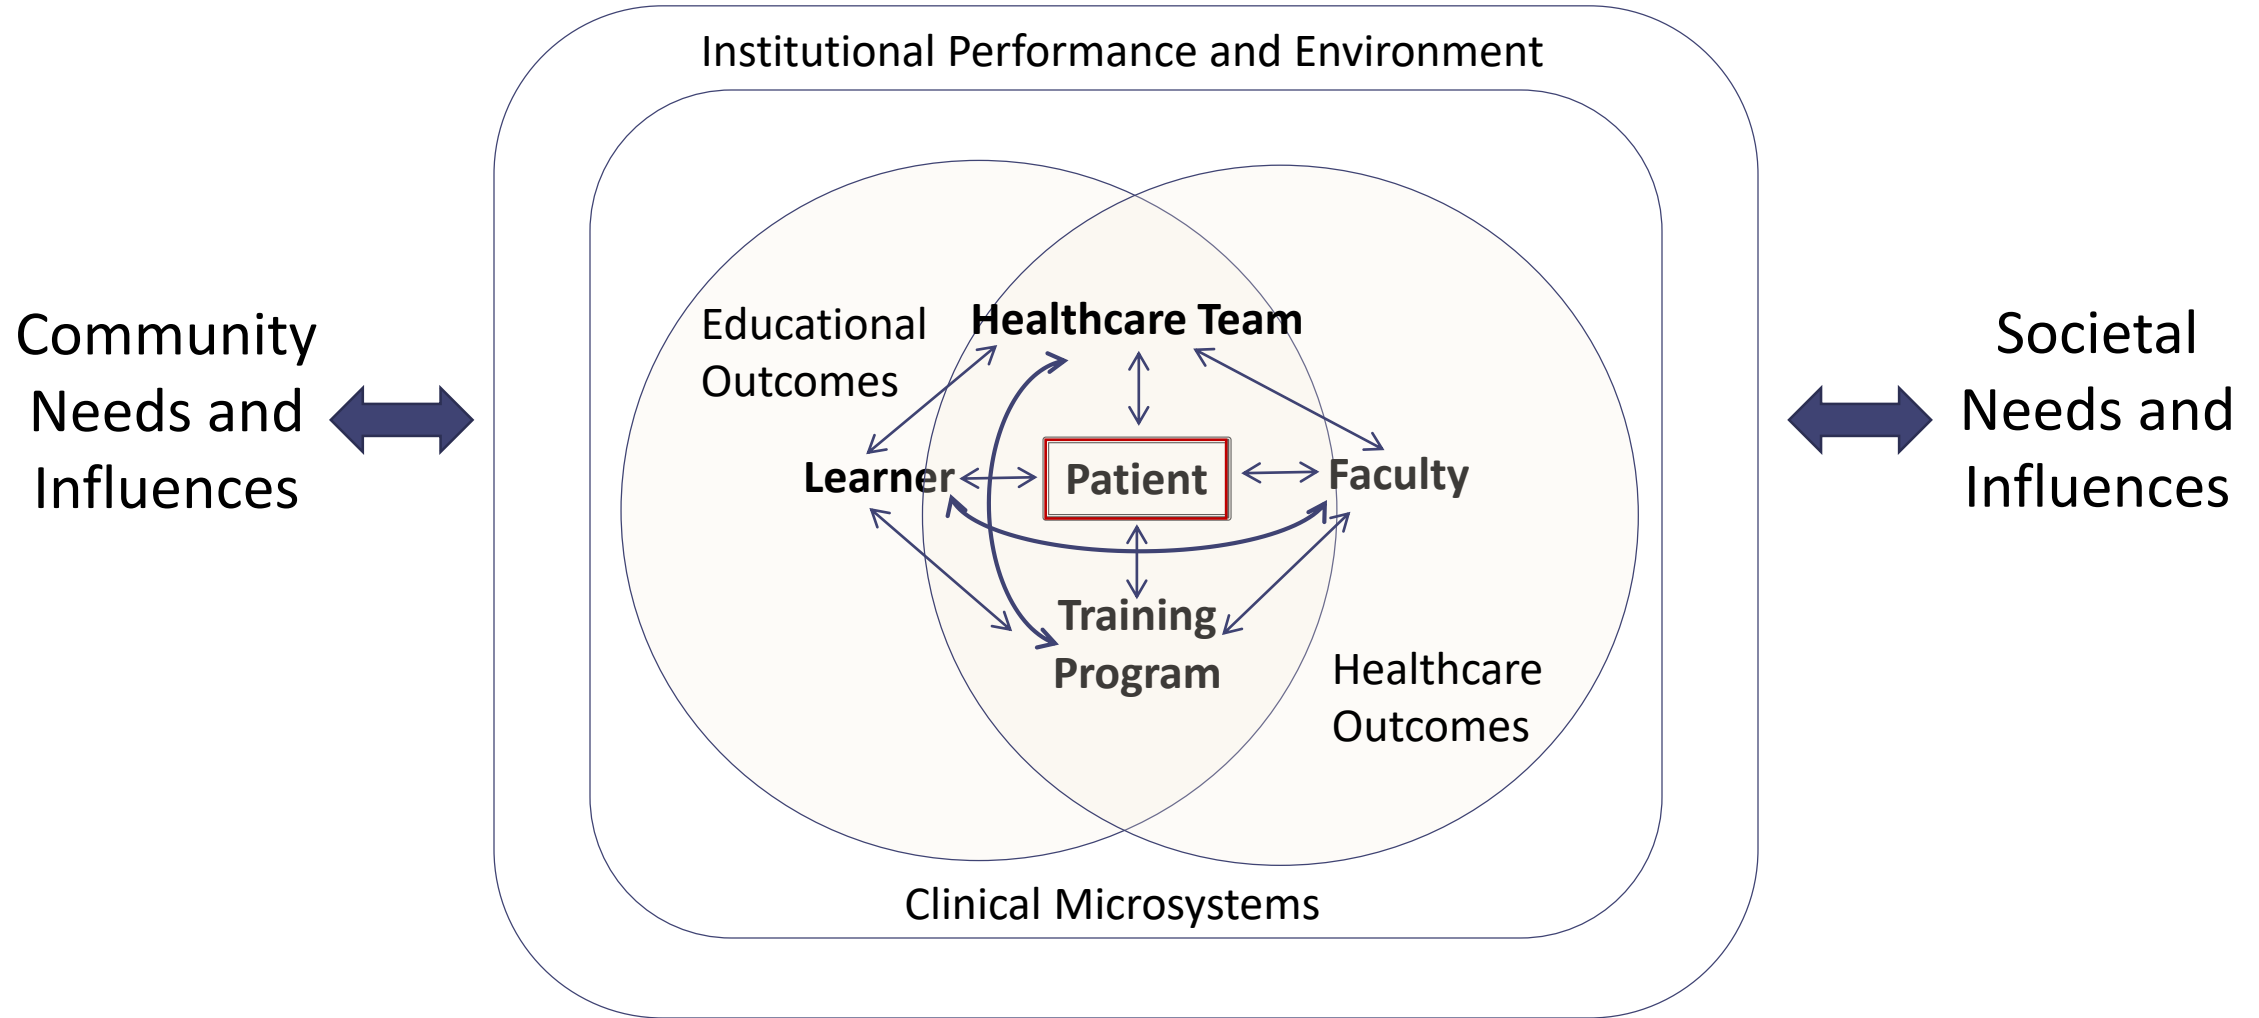 Institutional Performance and Environment
Community
Needs and
Influences
Educational
Outcomes
Healthcare Team
Learner
Patient
Faculty
Training
Program
Healthcare
Outcomes
Clinical Microsystems
Societal
Needs and
Influences